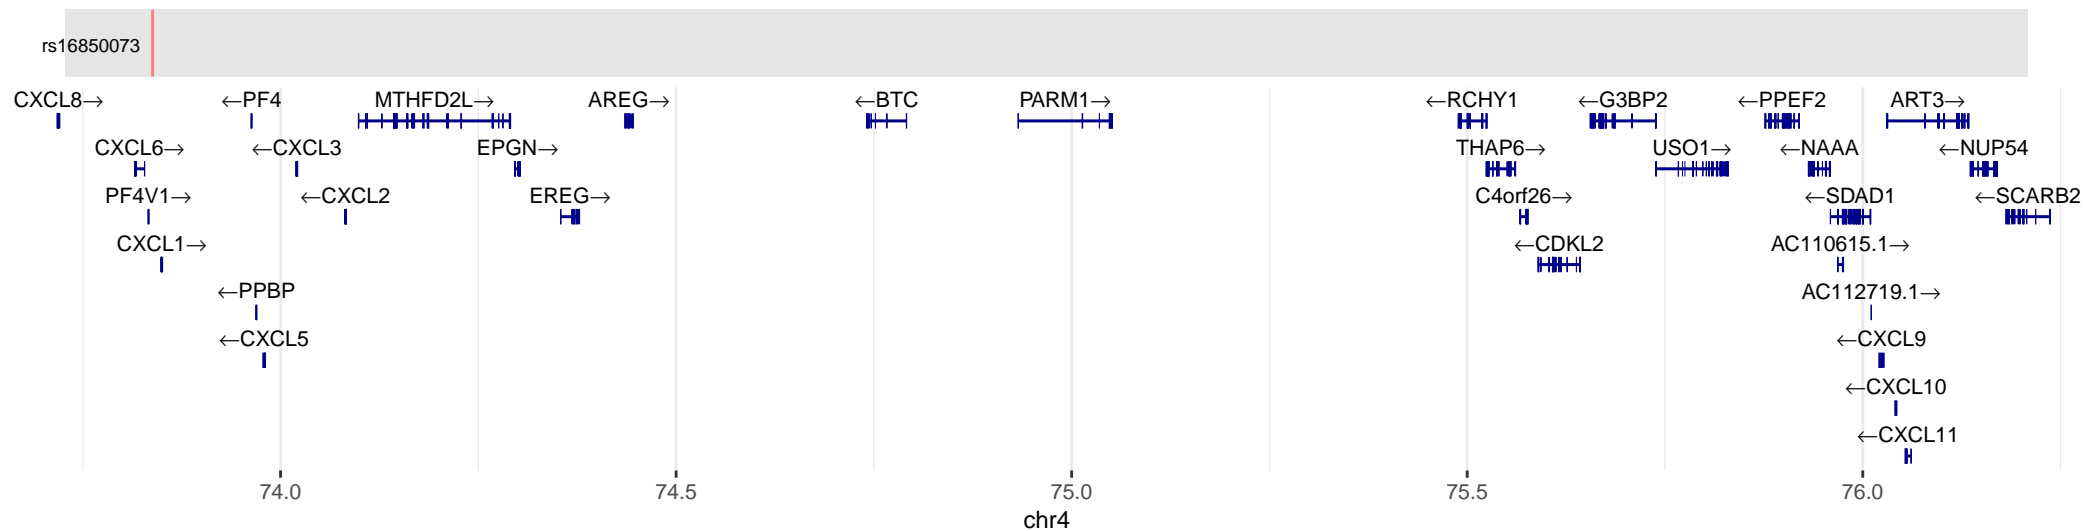 rs16850073
CXCL8→ ←PF4 MTHFD2L→ AREG→ ←BTC PARM1→ ←RCHY1 ←G3BP2 ←PPEF2 ART3→
CXCL6→ ←CXCL3 EPGN→ THAP6→ USO1→ ←NAAA ←NUP54
PF4V1→ ←CXCL2 EREG→ C4orf26→ ←SDAD1 ←SCARB2
CXCL1→ ←CDKL2 AC110615.1→
←PPBP AC112719.1→
←CXCL5 ←CXCL9
←CXCL10
←CXCL11
74.0 74.5 75.0 75.5 76.0
chr4